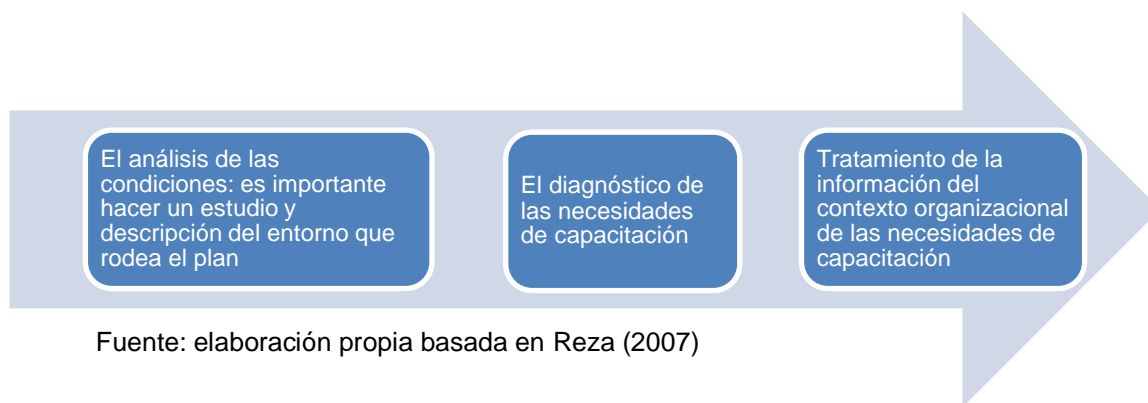 El análisis de las
condiciones: es importante
hacer un estudio y
descripción del entorno que
rodea el plan
El diagnóstico de
las necesidades
de capacitación
Tratamiento de la
información del
contexto organizacional
de las necesidades de
capacitación
Fuente: elaboración propia basada en Reza (2007)